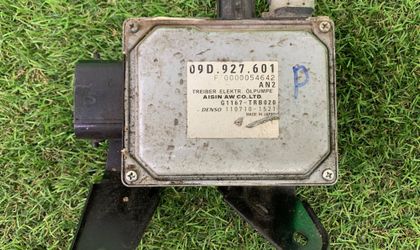 09D.927.601
F 0000054642
AN2
TREIBER ELEKTR. ÖLPUMPE
AISIN AW CO.,LTD.
G1167-TRB020
DENSO 110710-1521
MADE IN JAPAN
P